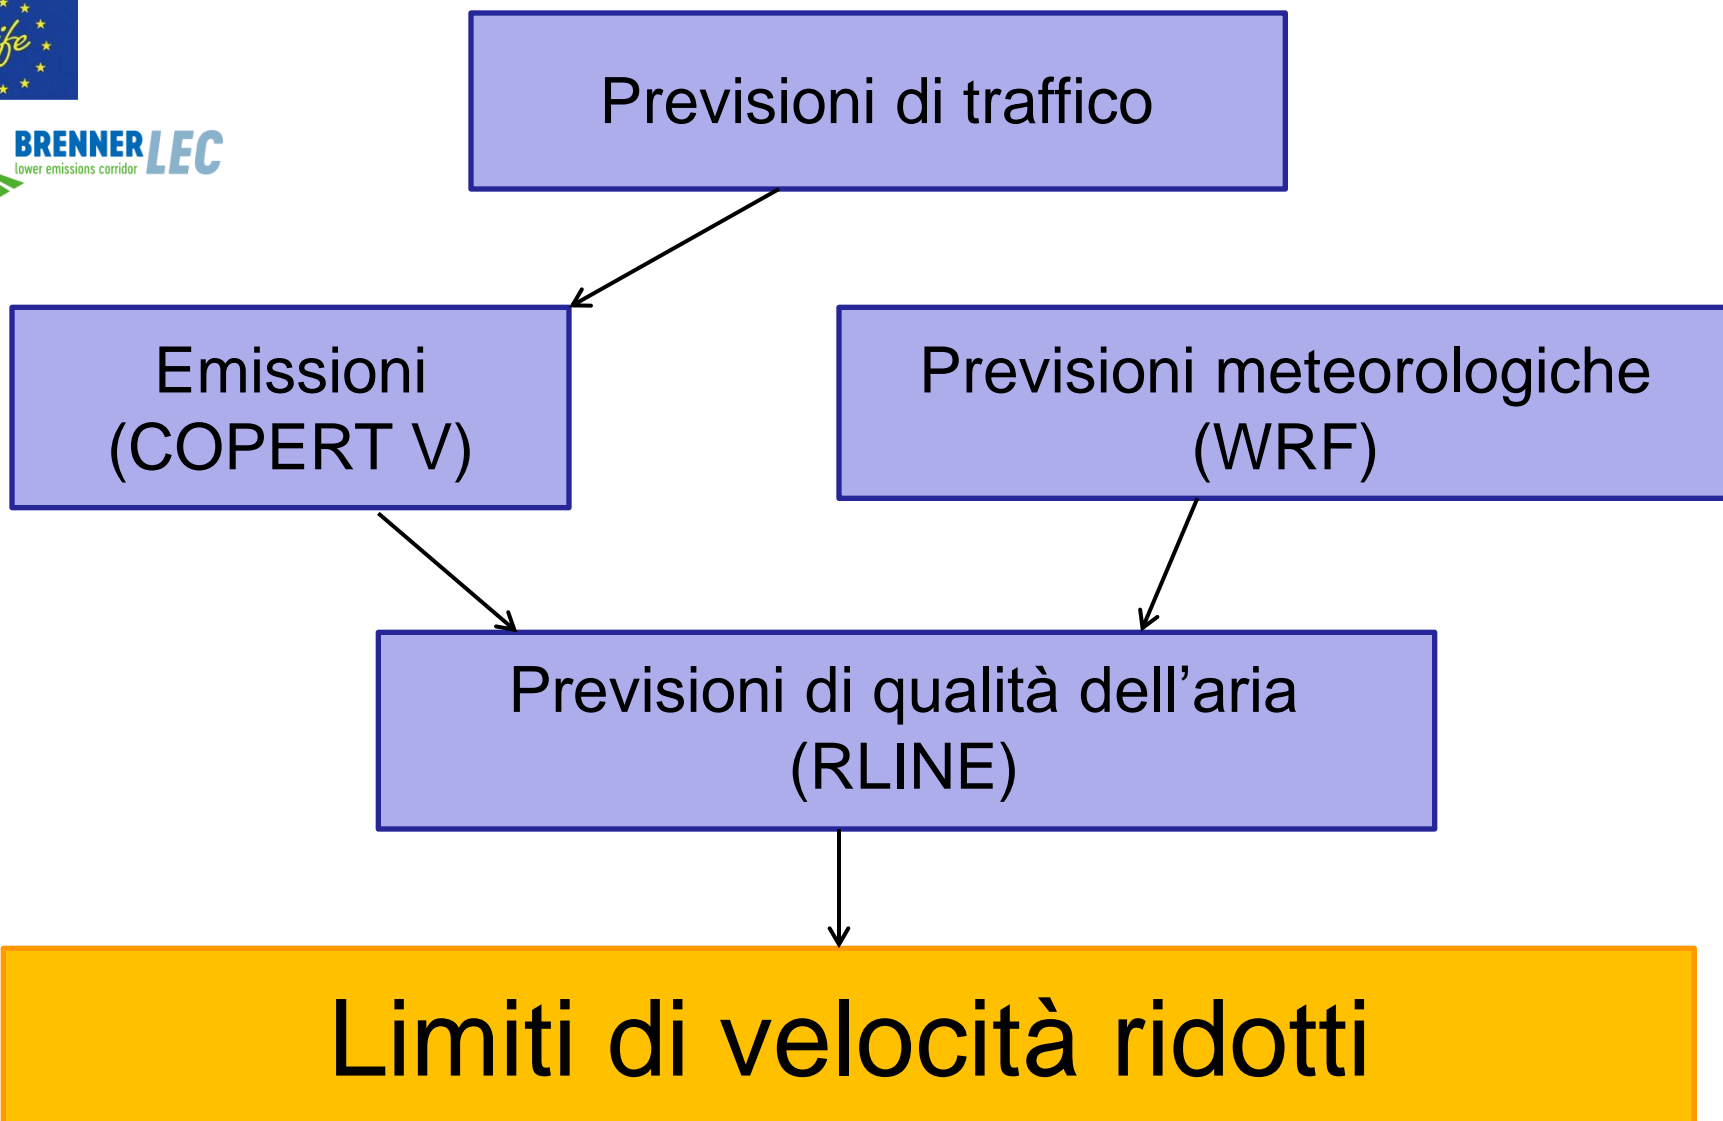 BRENNER LEC
lower emissions corridor
Previsioni di traffico
Emissioni
(COPERT V)
Previsioni meteorologiche
(WRF)
Previsioni di qualità dell’aria
(RLINE)
Limiti di velocità ridotti